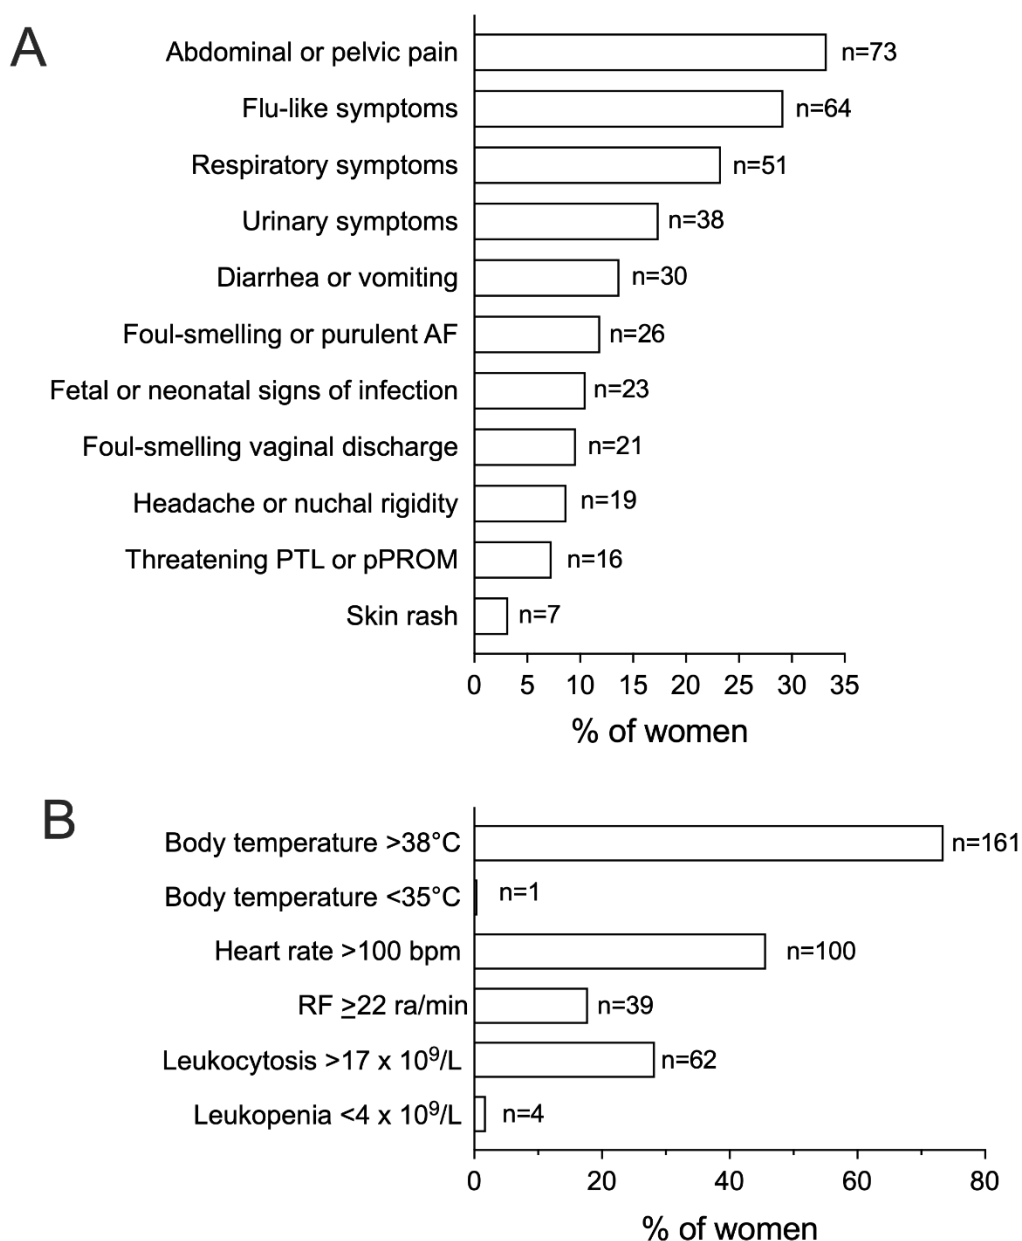 A
Abdominal or pelvic pain n=73
Flu-like symptoms n=64
Respiratory symptoms n=51
Urinary symptoms n=38
Diarrhea or vomiting n=30
Foul-smelling or purulent AF n=26
Fetal or neonatal signs of infection n=23
Foul-smelling vaginal discharge n=21
Headache or nuchal rigidity n=19
Threatening PTL or pPROM n=16
Skin rash n=7
0 5 10 15 20 25 30 35
% of women
B
Body temperature >38°C n=161
Body temperature <35°C n=1
Heart rate >100 bpm n=100
RF ≥22 ra/min n=39
Leukocytosis >17 x 10⁹/L n=62
Leukopenia <4 x 10⁹/L n=4
0 20 40 60 80
% of women